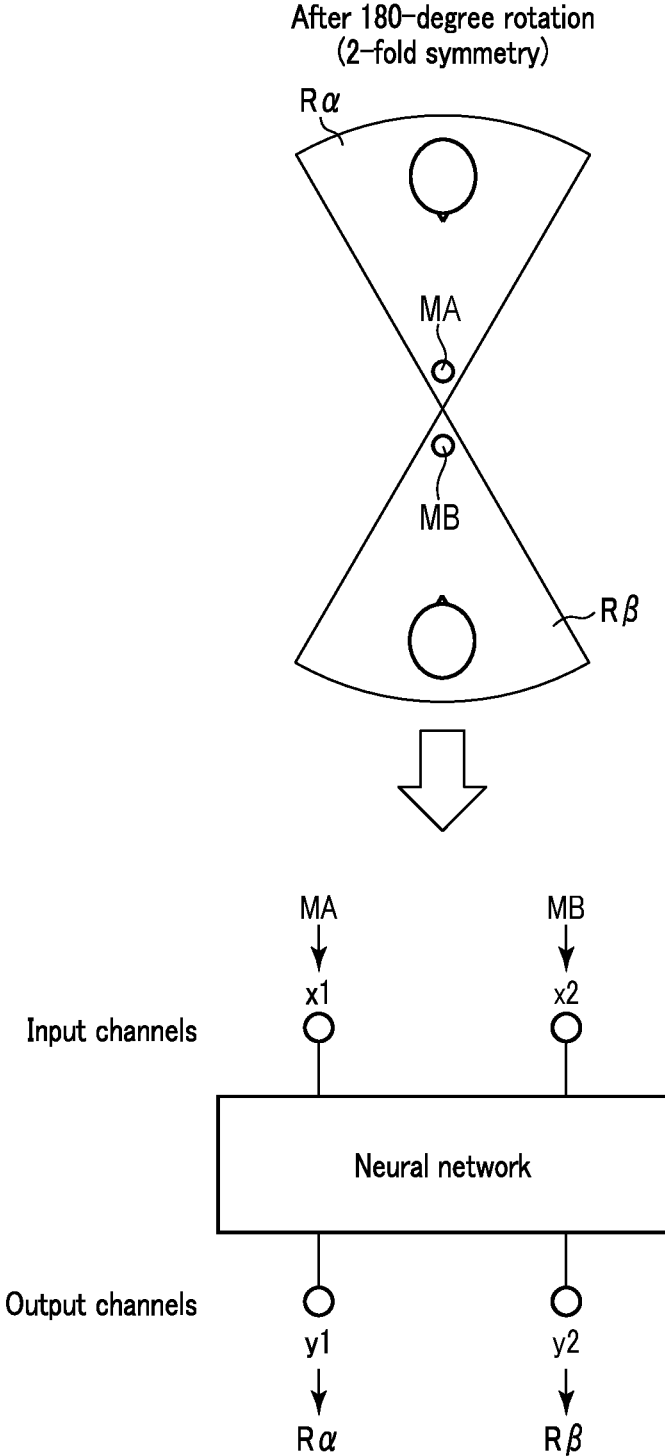 After 180-degree rotation
(2-fold symmetry)
Rα
MA
MB
Rβ
MA MB
x1 x2
Input channels
Neural network
Output channels
y1 y2
Rα Rβ